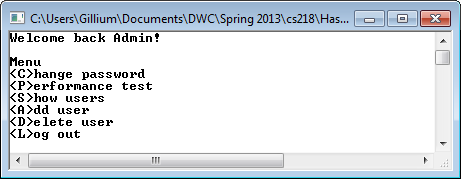 C:\Users\Gillium\Documents\DWC\Spring 2013\cs218\Has...
Welcome back Admin!
Menu
<C>hange password
<P>erformance test
<S>how users
<A>dd user
<D>elete user
<L>og out